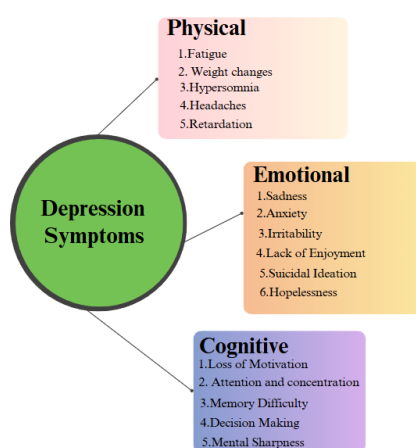 Physical
1.Fatigue
2. Weight changes
3.Hypersomnia
4.Headaches
5.Retardation
Depression
Symptoms
Emotional
1.Sadness
2.Anxiety
3.Irritability
4.Lack of Enjoyment
5.Suicidal Ideation
6.Hopelessness
Cognitive
1.Loss of Motivation
2. Attention and concentration
3.Memory Difficulty
4.Decision Making
5.Mental Sharpness